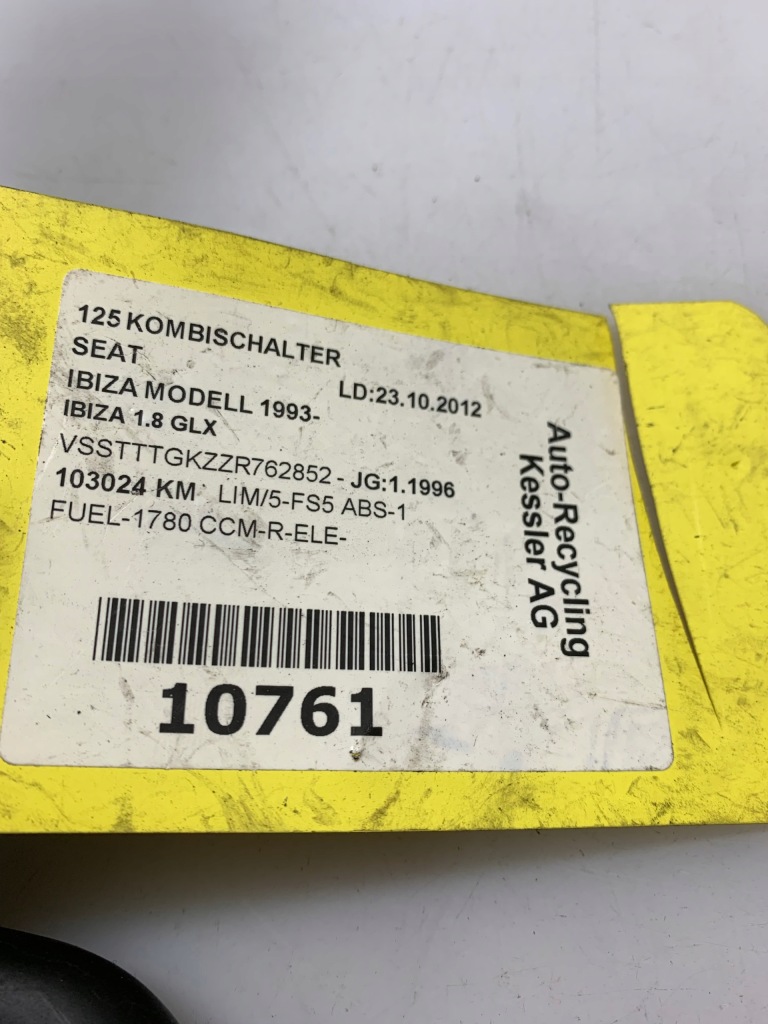 125 KOMBISCHALTER
SEAT
LD:23.10.2012
IBIZA MODELL 1993-
IBIZA 1.8 GLX
VSSTTTGKZZR762852 - JG:1.1996
103024 KM LIM/5-FS5 ABS-1
FUEL-1780 CCM-R-ELE-
10761
Auto-Recycling
Kessler AG